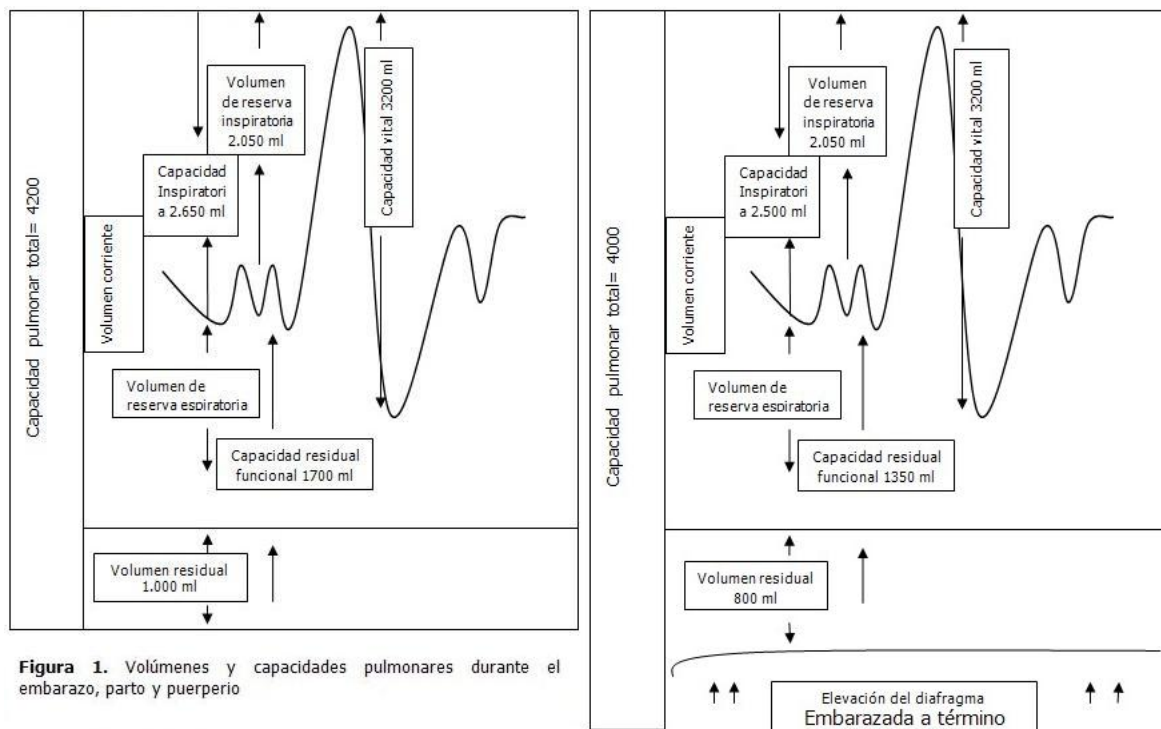 Capacidad pulmonar total= 4200
Volumen corriente
Capacidad
Inspiratori
a 2.650 ml
Volumen
de reserva
inspiratoria
2.050 ml
Capacidad vital 3200 ml
Volumen de
reserva espiratoria
Capacidad residual
funcional 1700 ml
Volumen residual
1.000 ml
Figura 1. Volúmenes y capacidades pulmonares durante el
embarazo, parto y puerperio
Capacidad pulmonar total= 4000
Volumen corriente
Capacidad
Inspiratori
a 2.500 ml
Volumen
de reserva
inspiratoria
2.050 ml
Capacidad vital 3200 ml
Volumen de
reserva espiratoria
Capacidad residual
funcional 1350 ml
Volumen residual
800 ml
Elevación del diafragma
Embarazada a término